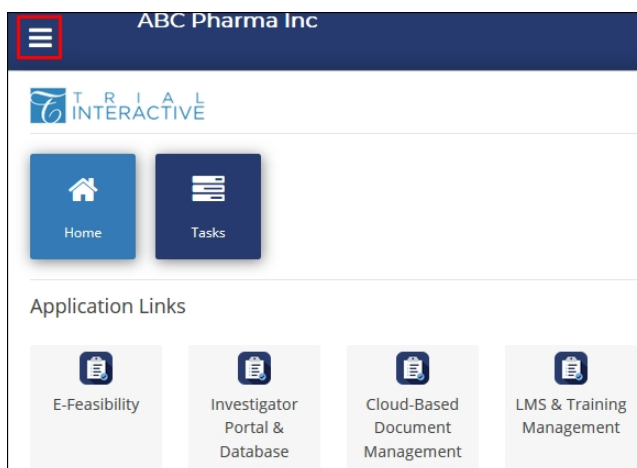 ABC Pharma Inc
TRIAL
INTERACTIVE
Home
Tasks
Application Links
E-Feasibility
Investigator
Portal &
Database
Cloud-Based
Document
Management
LMS & Training
Management